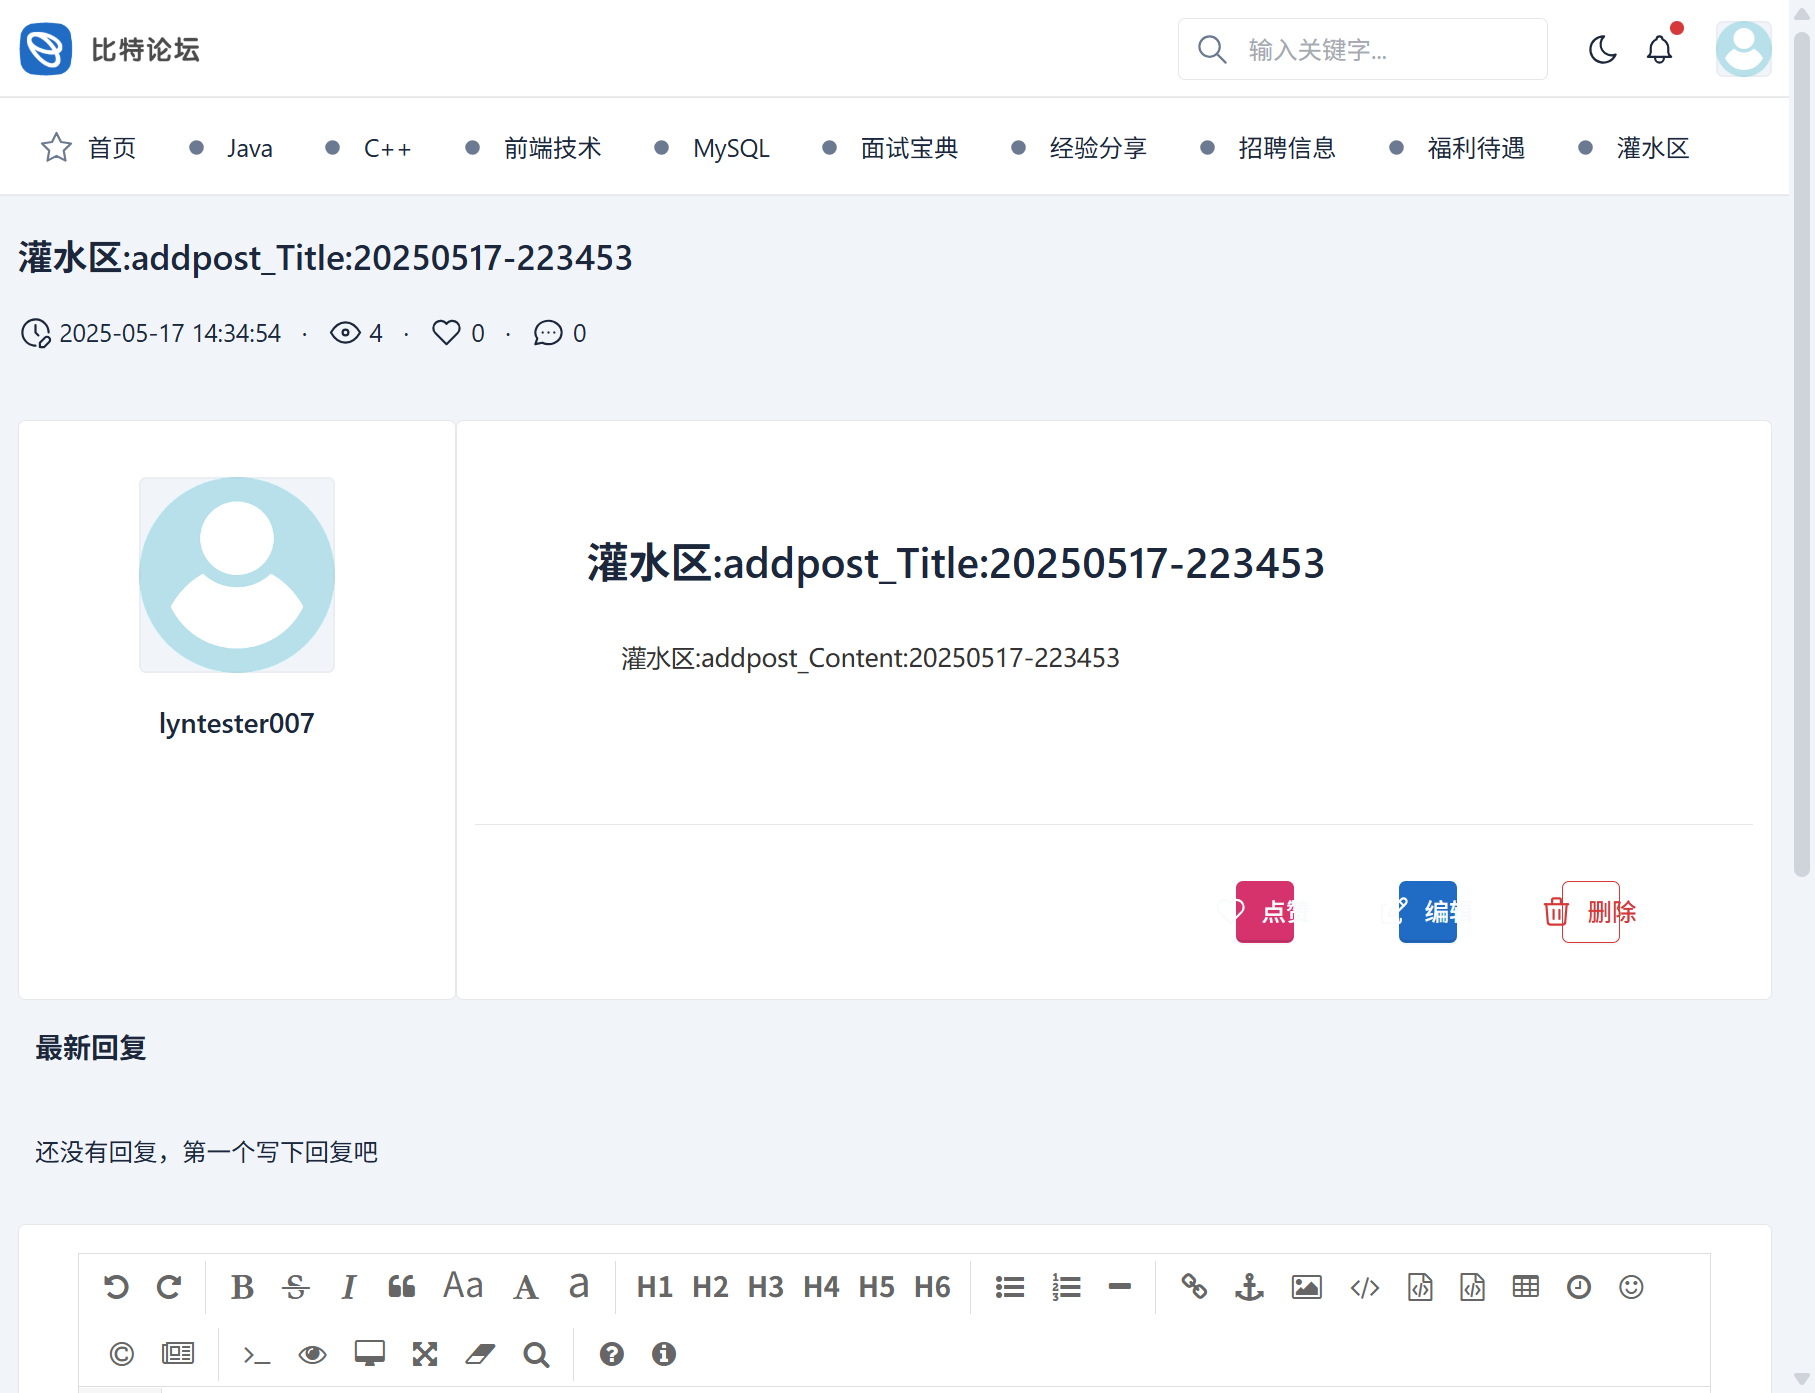 比特论坛
输入关键字...
首页 Java C++ 前端技术 MySQL 面试宝典 经验分享 招聘信息 福利待遇 灌水区
灌水区:addpost_Title:20250517-223453
2025-05-17 14:34:54 · 4 · 0 · 0
灌水区:addpost_Title:20250517-223453
灌水区:addpost_Content:20250517-223453
lyntester007
点赞 编辑 删除
最新回复
还没有回复，第一个写下回复吧
B S I Aa A a H1 H2 H3 H4 H5 H6